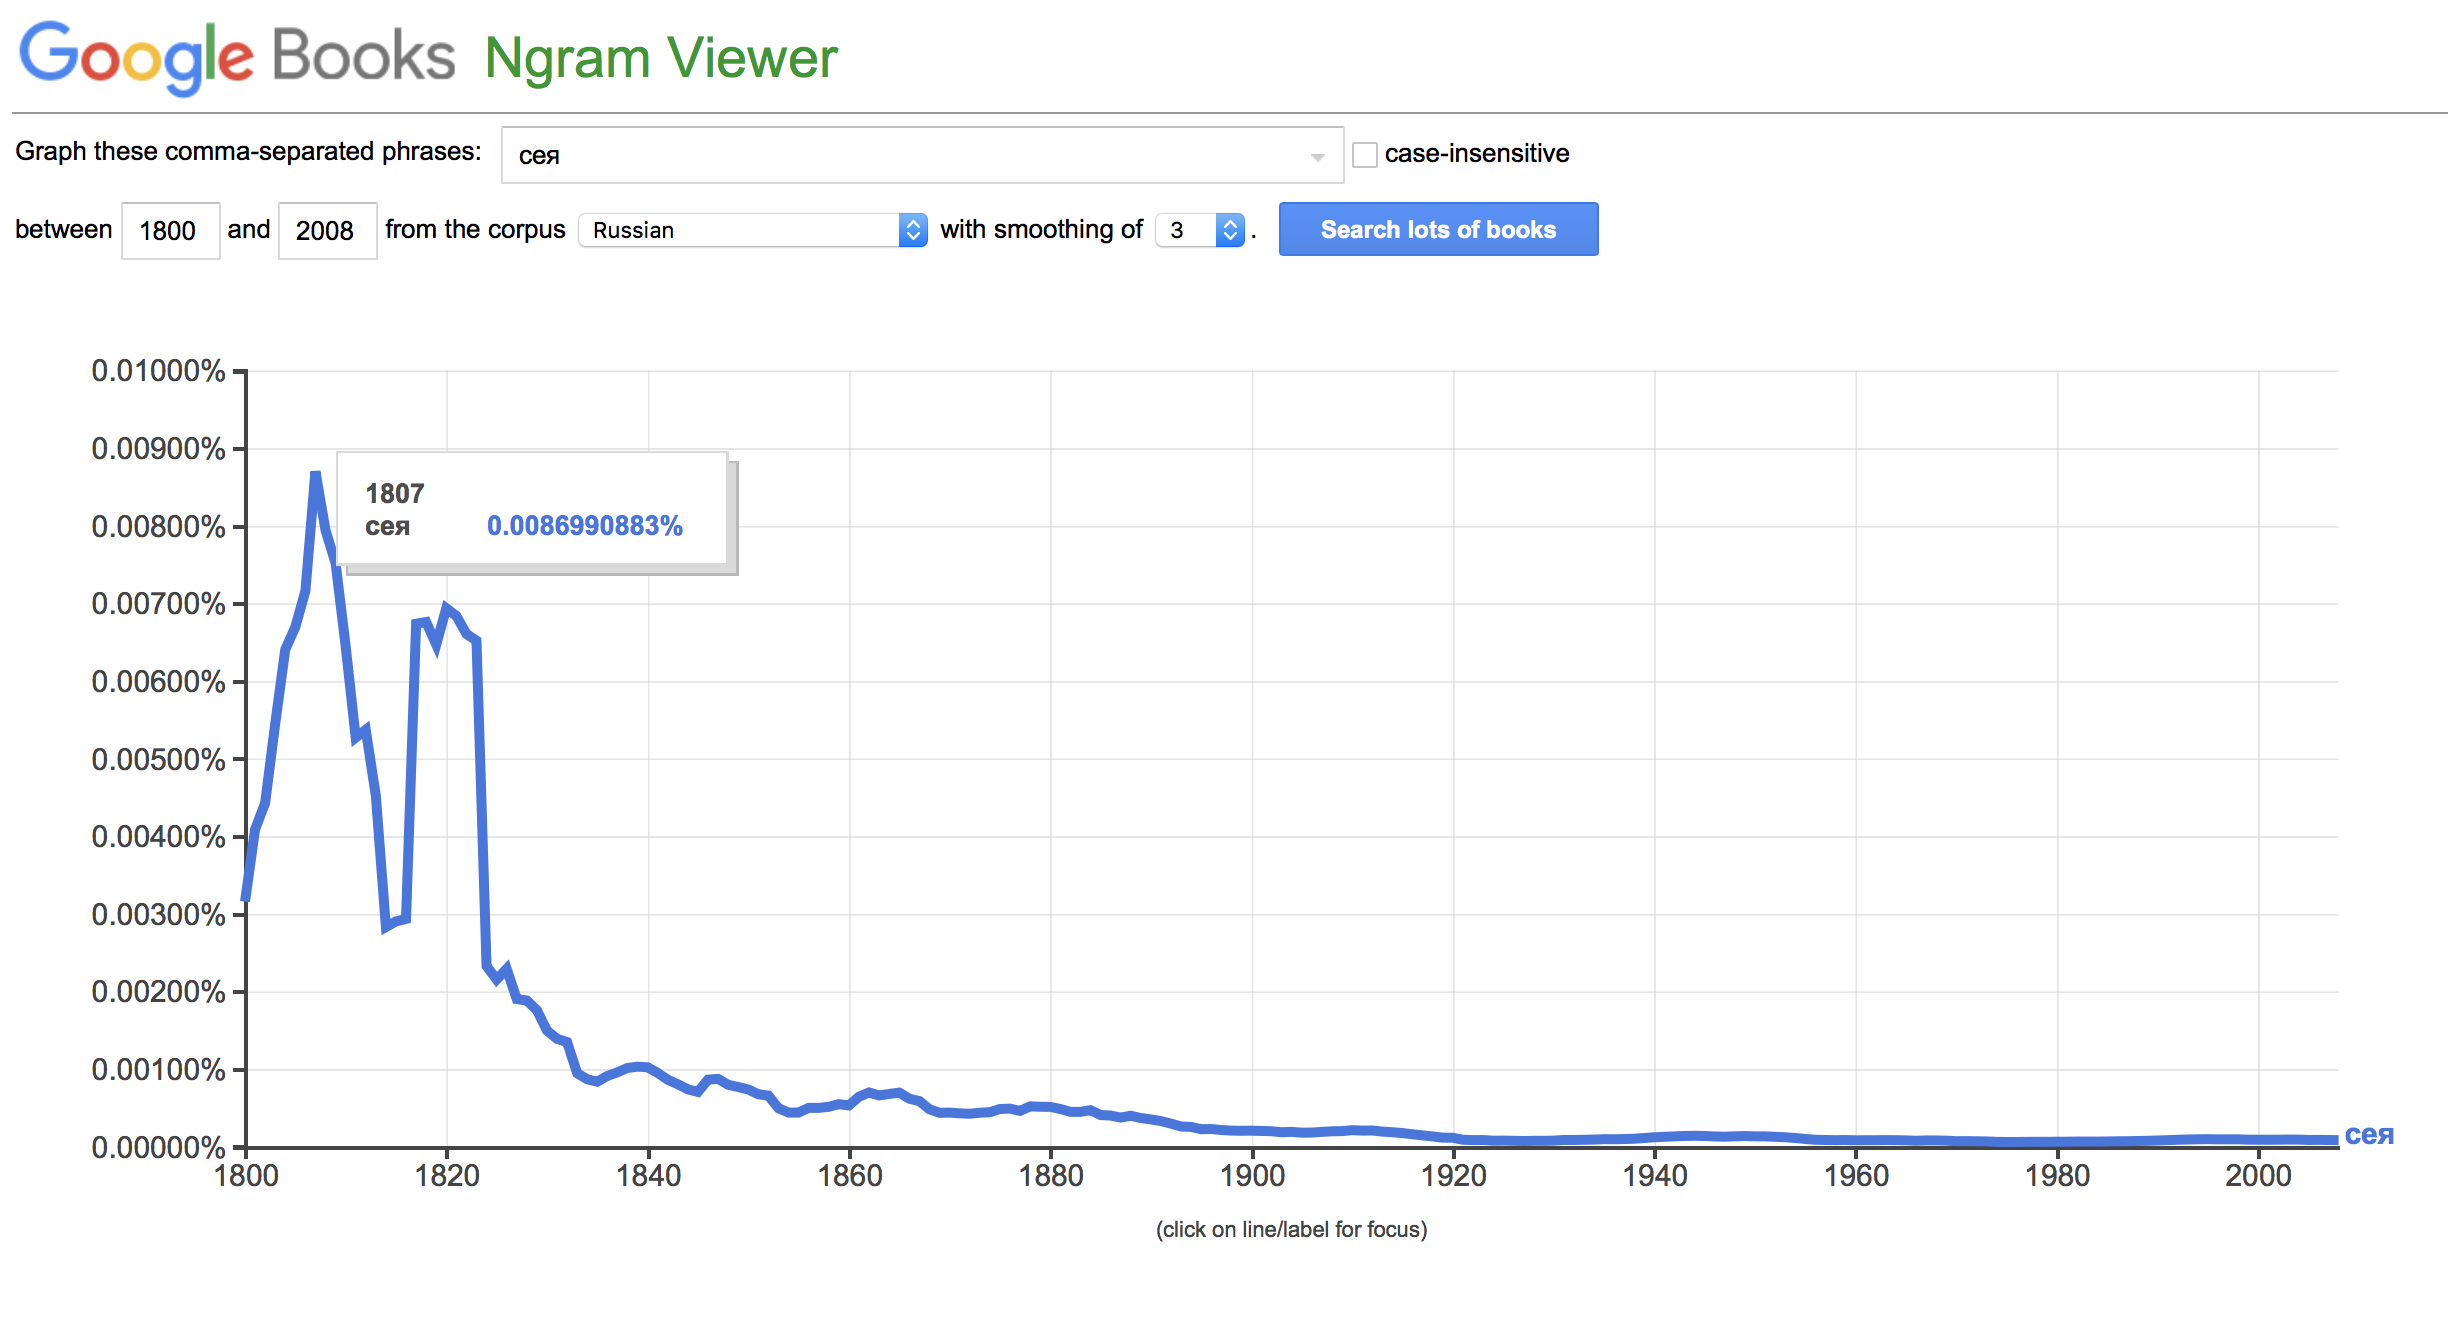 Google Books Ngram Viewer
Graph these comma-separated phrases: сея case-insensitive
between 1800 and 2008 from the corpus Russian with smoothing of 3 . Search lots of books
0.01000%
0.00900%
1807
сея 0.0086990883%
0.00800%
0.00700%
0.00600%
0.00500%
0.00400%
0.00300%
0.00200%
0.00100%
сея
0.00000%
1800 1820 1840 1860 1880 1900 1920 1940 1960 1980 2000
(click on line/label for focus)